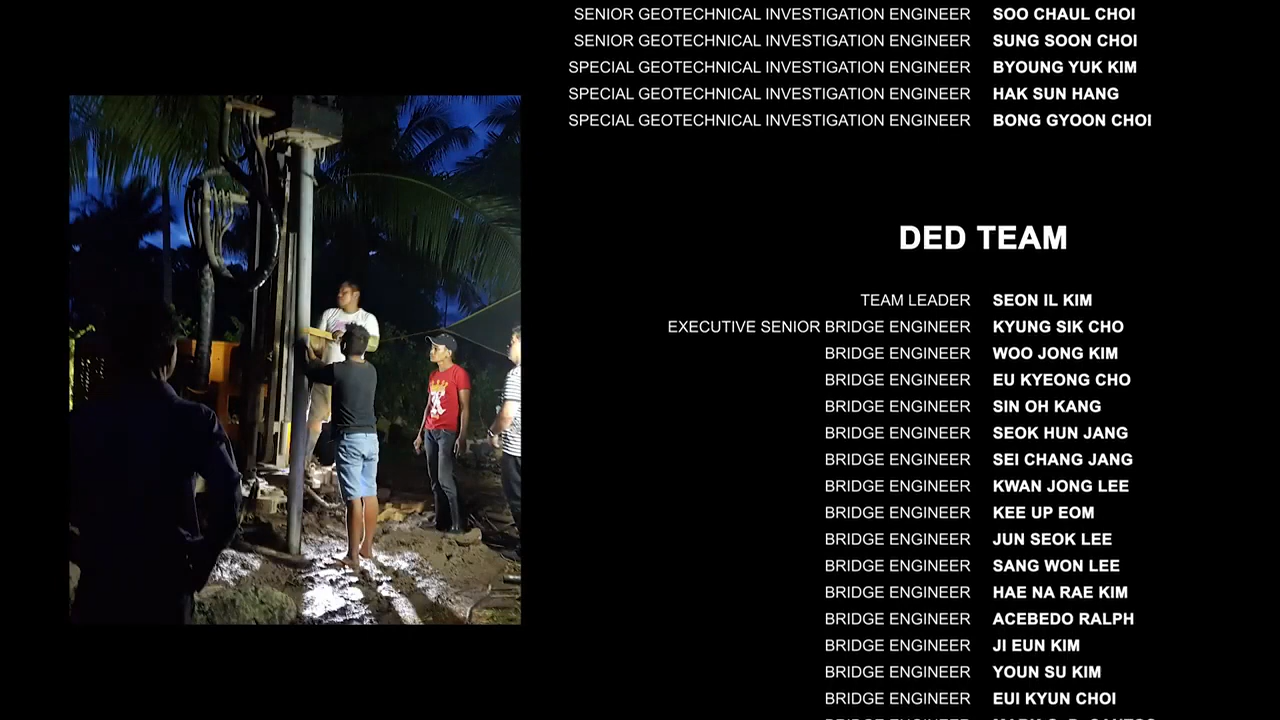 SENIOR GEOTECHNICAL INVESTIGATION ENGINEER SOO CHAUL CHOI
SENIOR GEOTECHNICAL INVESTIGATION ENGINEER SUNG SOON CHOI
SPECIAL GEOTECHNICAL INVESTIGATION ENGINEER BYOUNG YUK KIM
SPECIAL GEOTECHNICAL INVESTIGATION ENGINEER HAK SUN HANG
SPECIAL GEOTECHNICAL INVESTIGATION ENGINEER BONG GYOON CHOI
DED TEAM
TEAM LEADER SEON IL KIM
EXECUTIVE SENIOR BRIDGE ENGINEER KYUNG SIK CHO
BRIDGE ENGINEER WOO JONG KIM
BRIDGE ENGINEER EU KYEONG CHO
BRIDGE ENGINEER SIN OH KANG
BRIDGE ENGINEER SEOK HUN JANG
BRIDGE ENGINEER SEI CHANG JANG
BRIDGE ENGINEER KWAN JONG LEE
BRIDGE ENGINEER KEE UP EOM
BRIDGE ENGINEER JUN SEOK LEE
BRIDGE ENGINEER SANG WON LEE
BRIDGE ENGINEER HAE NA RAE KIM
BRIDGE ENGINEER ACEBEDO RALPH
BRIDGE ENGINEER JI EUN KIM
BRIDGE ENGINEER YOUN SU KIM
BRIDGE ENGINEER EUI KYUN CHOI